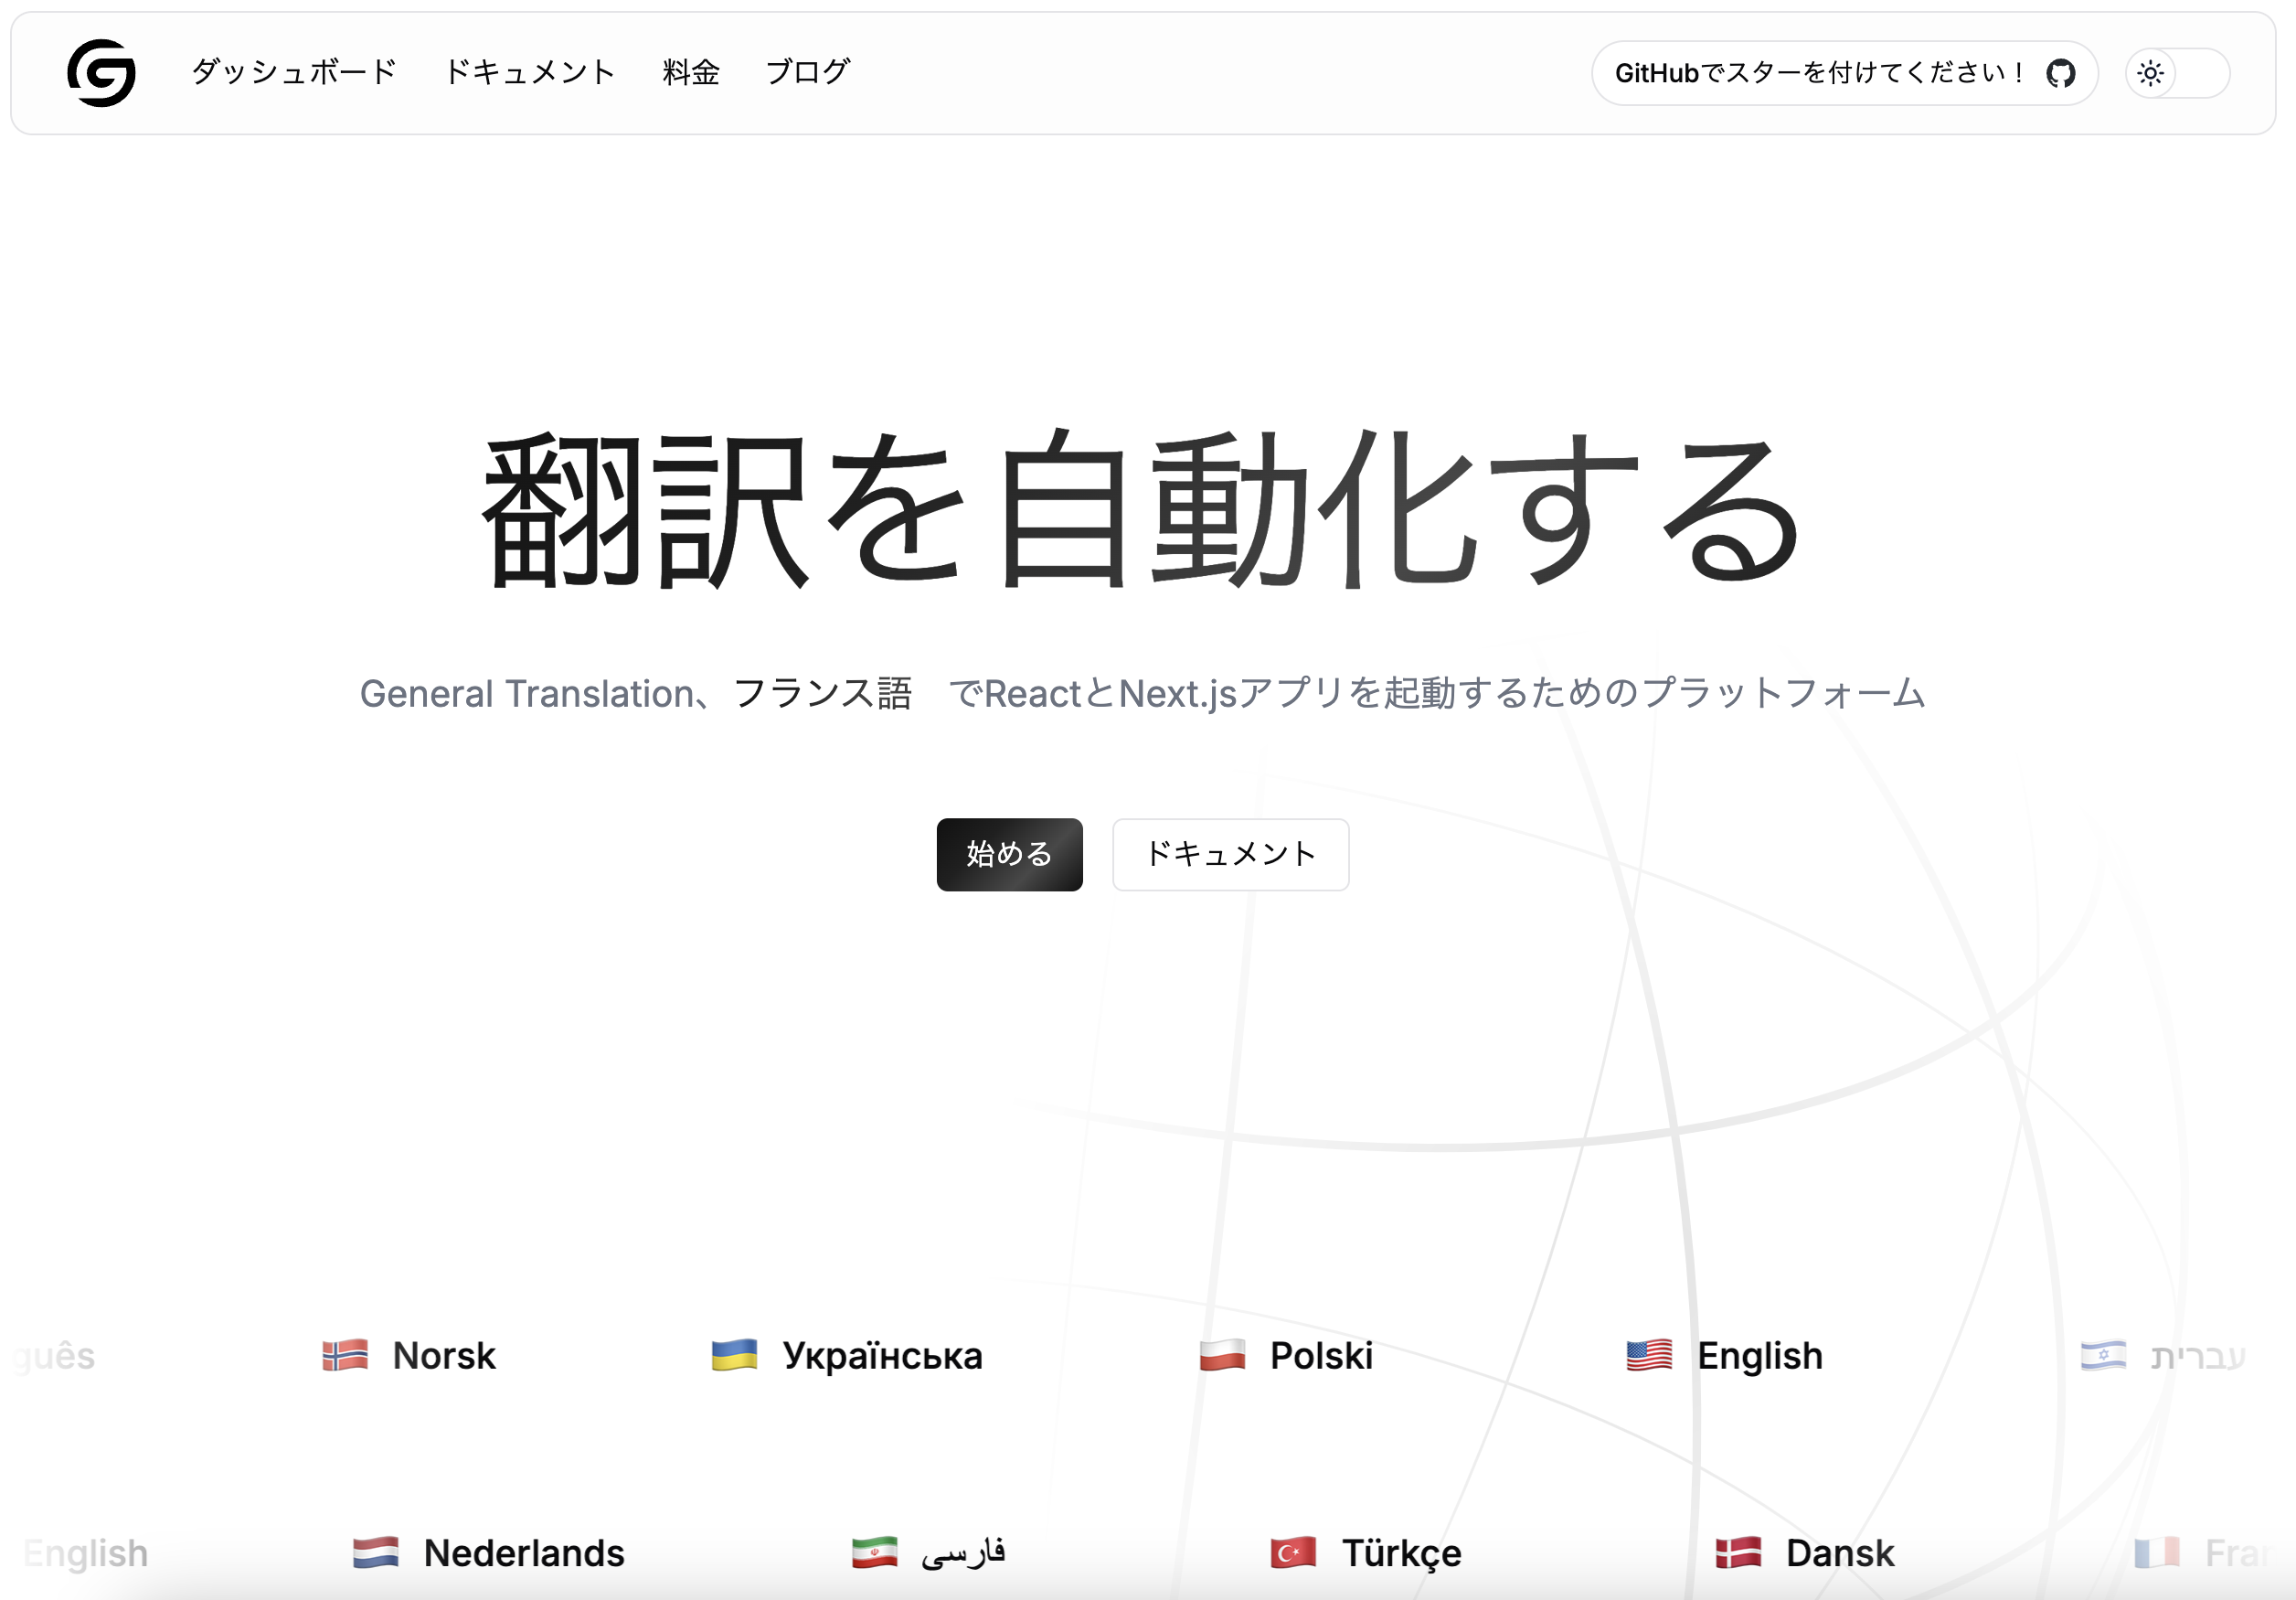 ダッシュボード ドキュメント 料金 ブログ GitHubでスターを付けてください！
翻訳を自動化する
General Translation、フランス語 でReactとNext.jsアプリを起動するためのプラットフォーム
始める ドキュメント
guês Norsk Українська Polski English עברית
English Nederlands فارسی Türkçe Dansk Fran